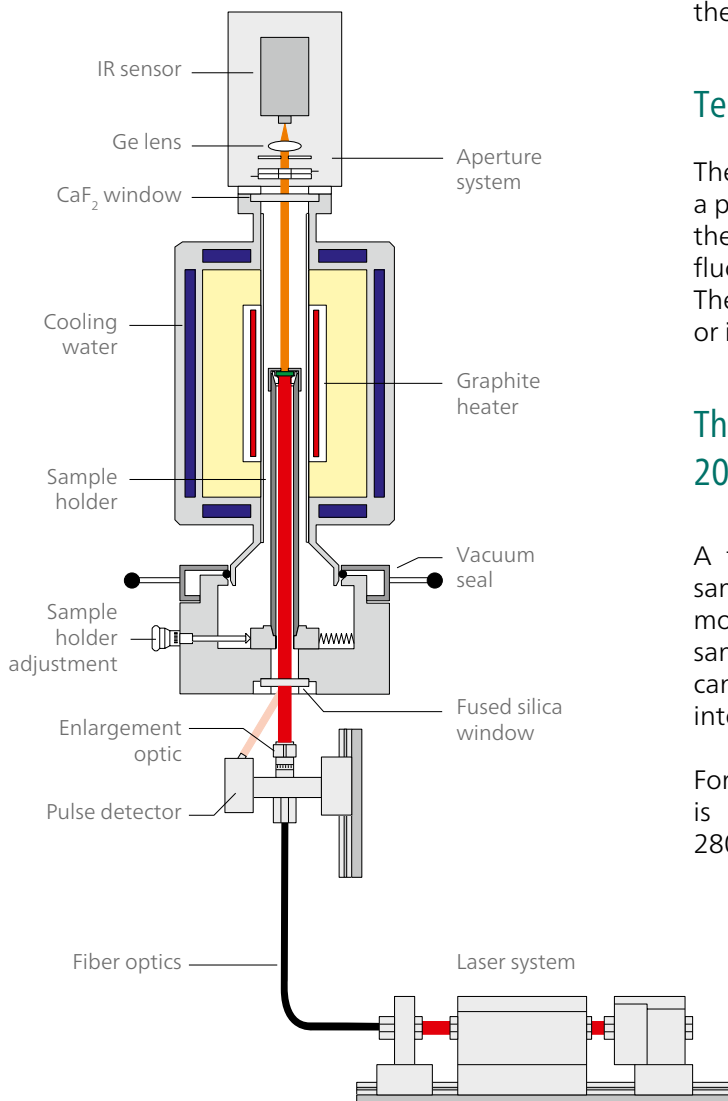 IR sensor
Ge lens
CaF₂ window
Aperture
system
Cooling
water
Graphite
heater
Sample
holder
Vacuum
seal
Sample
holder
adjustment
Fused silica
window
Enlargement
optic
Pulse detector
Fiber optics
Laser system
the
Te
The
a p
the
flue
The
or i
Th
20
A
san
mo
san
can
inte
For
is
280